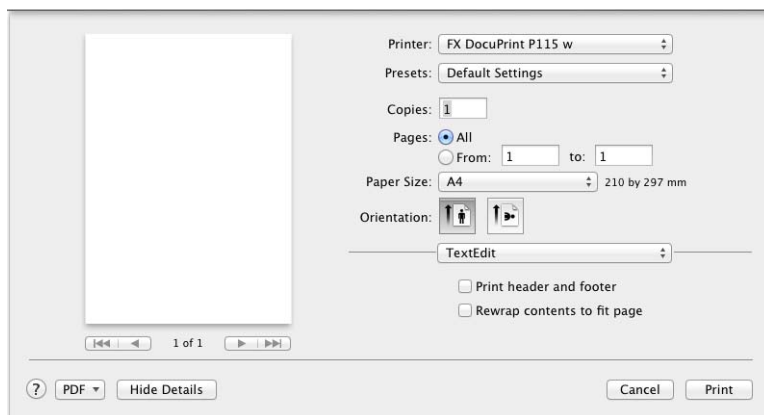 Printer: FX DocuPrint P115 w
Presets: Default Settings
Copies: 1
Pages: All
From: 1 to: 1
Paper Size: A4 210 by 297 mm
Orientation:
TextEdit
Print header and footer
Rewrap contents to fit page
1 of 1
? PDF Hide Details Cancel Print